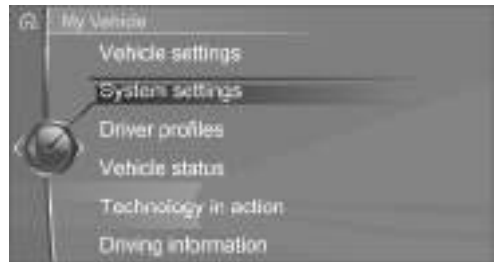 My Vehicle
Vehicle settings
System settings
Driver profiles
Vehicle status
Technology in action
Driving information